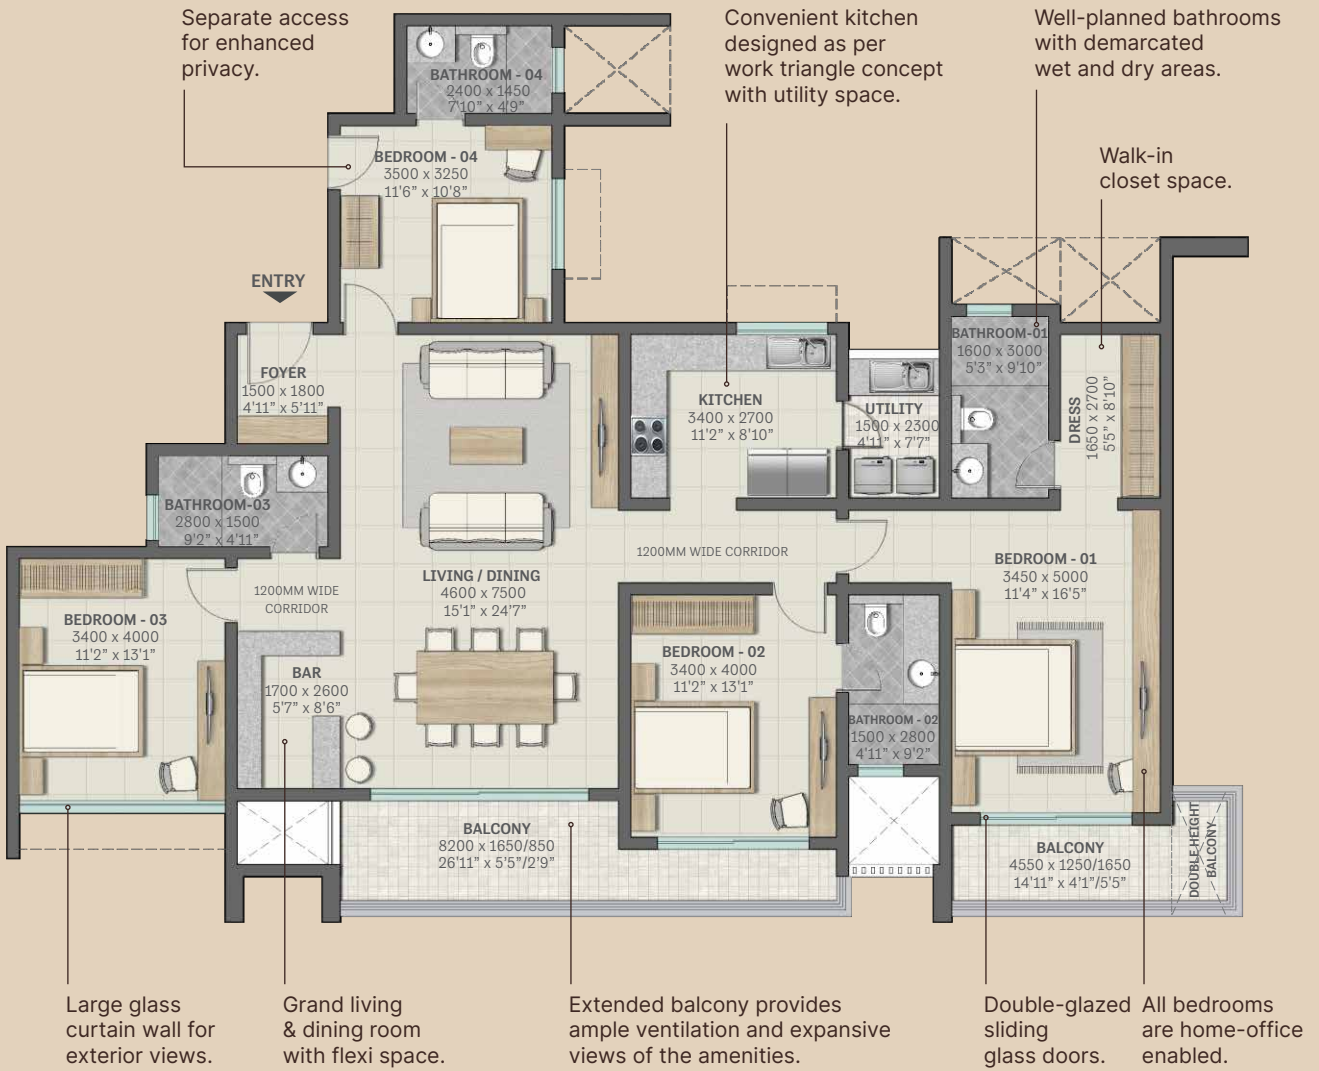 Separate access
for enhanced
privacy.
Convenient kitchen
designed as per
work triangle concept
with utility space.
Well-planned bathrooms
with demarcated
wet and dry areas.
Walk-in
closet space.
BATHROOM - 04
2400 x 1450
7'10" x 4'9"
BEDROOM - 04
3500 x 3250
11'6" x 10'8"
ENTRY
FOYER
1500 x 1800
4'11" x 5'11"
KITCHEN
3400 x 2700
11'2" x 8'10"
UTILITY
1500 x 2300
4'11" x 7'7"
BATHROOM-01
1600 x 3000
5'3" x 9'10"
DRESS
1650 x 2700
5'5" x 8'10"
BATHROOM-03
2800 x 1500
9'2" x 4'11"
1200MM WIDE CORRIDOR
BEDROOM - 01
3450 x 5000
11'4" x 16'5"
LIVING / DINING
4600 x 7500
15'1" x 24'7"
1200MM WIDE
CORRIDOR
BEDROOM - 03
3400 x 4000
11'2" x 13'1"
BAR
1700 x 2600
5'7" x 8'6"
BEDROOM - 02
3400 x 4000
11'2" x 13'1"
BATHROOM - 02
1500 x 2800
4'11" x 9'2"
BALCONY
8200 x 1650/850
26'11" x 5'5"/2'9"
BALCONY
4550 x 1250/1650
14'11" x 4'1"/5'5"
DOUBLE HEIGHT
BALCONY
Large glass
curtain wall for
exterior views.
Grand living
& dining room
with flexi space.
Extended balcony provides
ample ventilation and expansive
views of the amenities.
Double-glazed
sliding
glass doors.
All bedrooms
are home-office
enabled.